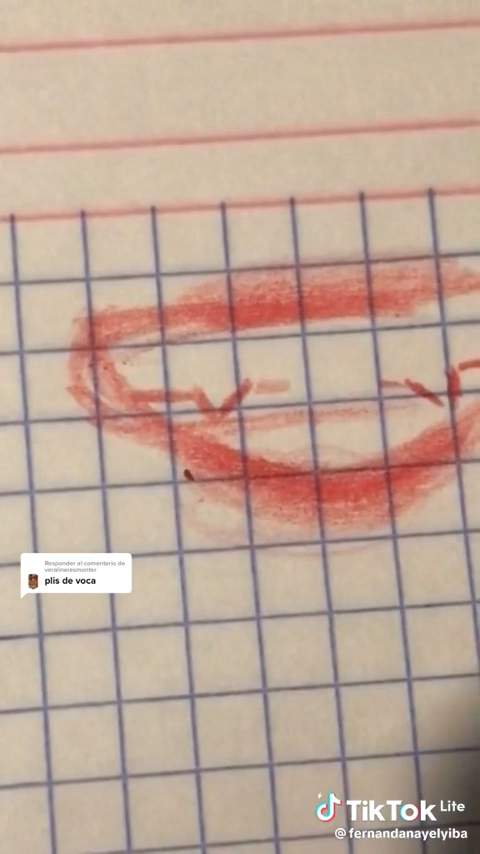 Responder al comentario de
veralinaresmonter
plis de voca
TikTok Lite
@fernandanayelyiba